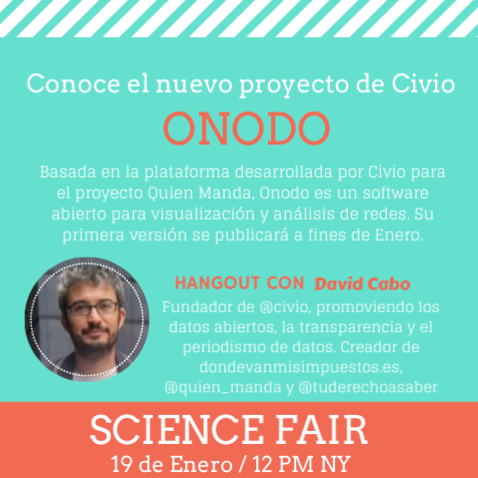 Conoce el nuevo proyecto de Civio
ONODO
Basada en la plataforma desarrollada por Civio para
el proyecto Quien Manda, Onodo es un software
abierto para visualización y análisis de redes. Su
primera versión se publicará a fines de Enero.
HANGOUT CON David Cabo
Fundador de @civio, promoviendo los
datos abiertos, la transparencia y el
periodismo de datos. Creador de
dondevanmisimpuestos.es,
@quien_manda y @tuderechoasaber
SCIENCE FAIR
19 de Enero / 12 PM NY